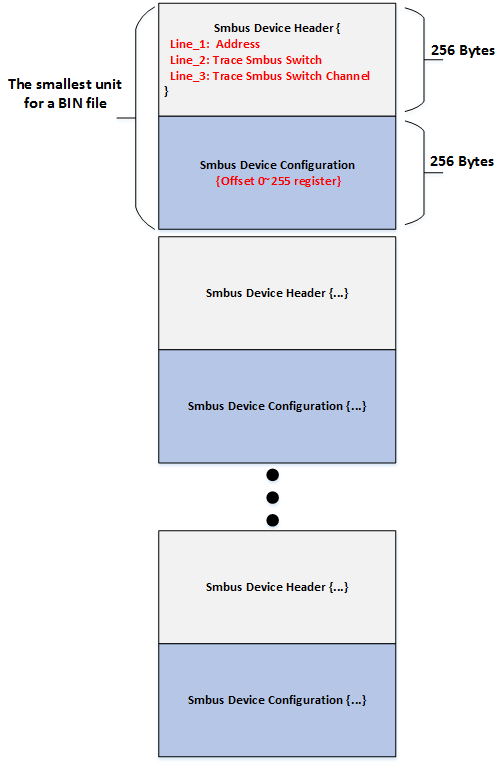 Smbus Device Header {
Line_1:  Address
Line_2: Trace Smbus Switch
Line_3: Trace Smbus Switch Channel
}
256 Bytes
The smallest unit
for a BIN file
Smbus Device Configuration
{Offset 0~255 register}
256 Bytes
Smbus Device Header {...}
Smbus Device Configuration {...}
Smbus Device Header {...}
Smbus Device Configuration {...}